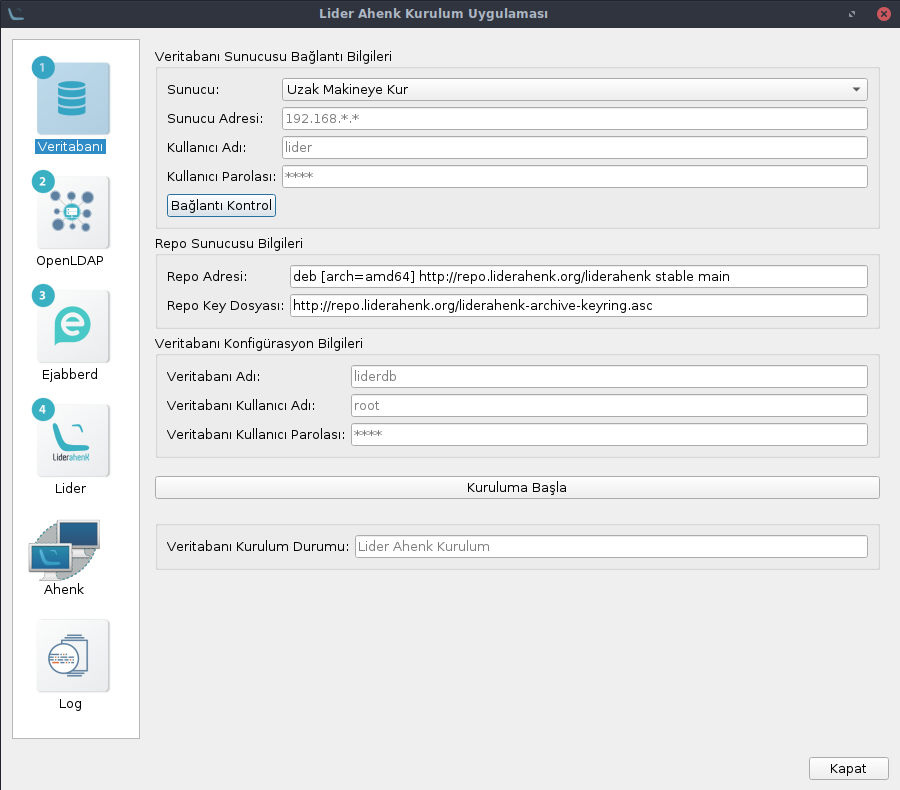 Lider Ahenk Kurulum Uygulaması
1
Veritabanı
2
OpenLDAP
3
Ejabberd
4
Liderahenk
Lider
Ahenk
Log
Veritabanı Sunucusu Bağlantı Bilgileri
Sunucu: Uzak Makineye Kur
Sunucu Adresi: 192.168.*.*
Kullanıcı Adı: lider
Kullanıcı Parolası: ****
Bağlantı Kontrol
Repo Sunucusu Bilgileri
Repo Adresi: deb [arch=amd64] http://repo.liderahenk.org/liderahenk stable main
Repo Key Dosyası: http://repo.liderahenk.org/liderahenk-archive-keyring.asc
Veritabanı Konfigürasyon Bilgileri
Veritabanı Adı: liderdb
Veritabanı Kullanıcı Adı: root
Veritabanı Kullanıcı Parolası: ****
Kuruluma Başla
Veritabanı Kurulum Durumu: Lider Ahenk Kurulum
Kapat